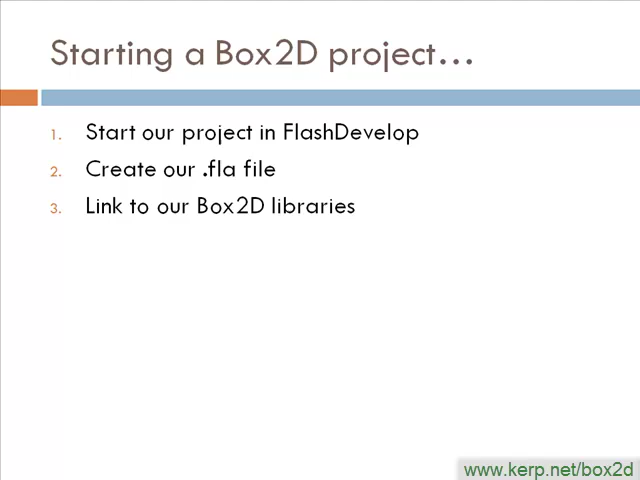 Starting a Box2D project…
1. Start our project in FlashDevelop
2. Create our .fla file
3. Link to our Box2D libraries
www.kerp.net/box2d